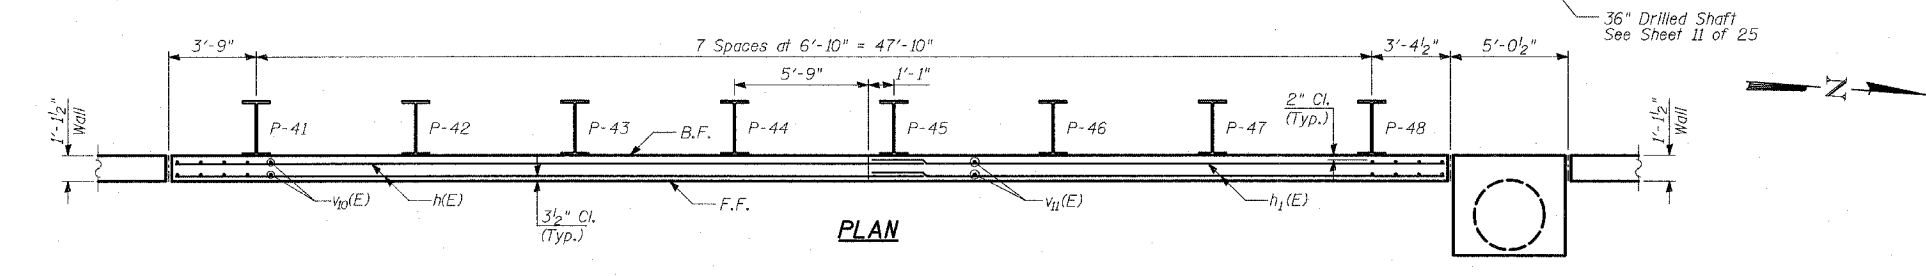 36" Drilled Shaft
See Sheet 11 of 25
3'-9"
7 Spaces at 6'-10" = 47'-10"
3'-4½"
5'-0½"
5'-9"
1'-1"
N
1'-1½"
Wall
P-41
P-42
P-43
P-44
B.F.
P-45
P-46
P-47
2" Cl.
(Typ.)
P-48
1'-1½"
Wall
v10(E)
h(E)
3½" Cl.
(Typ.)
F.F.
v11(E)
h1(E)
PLAN